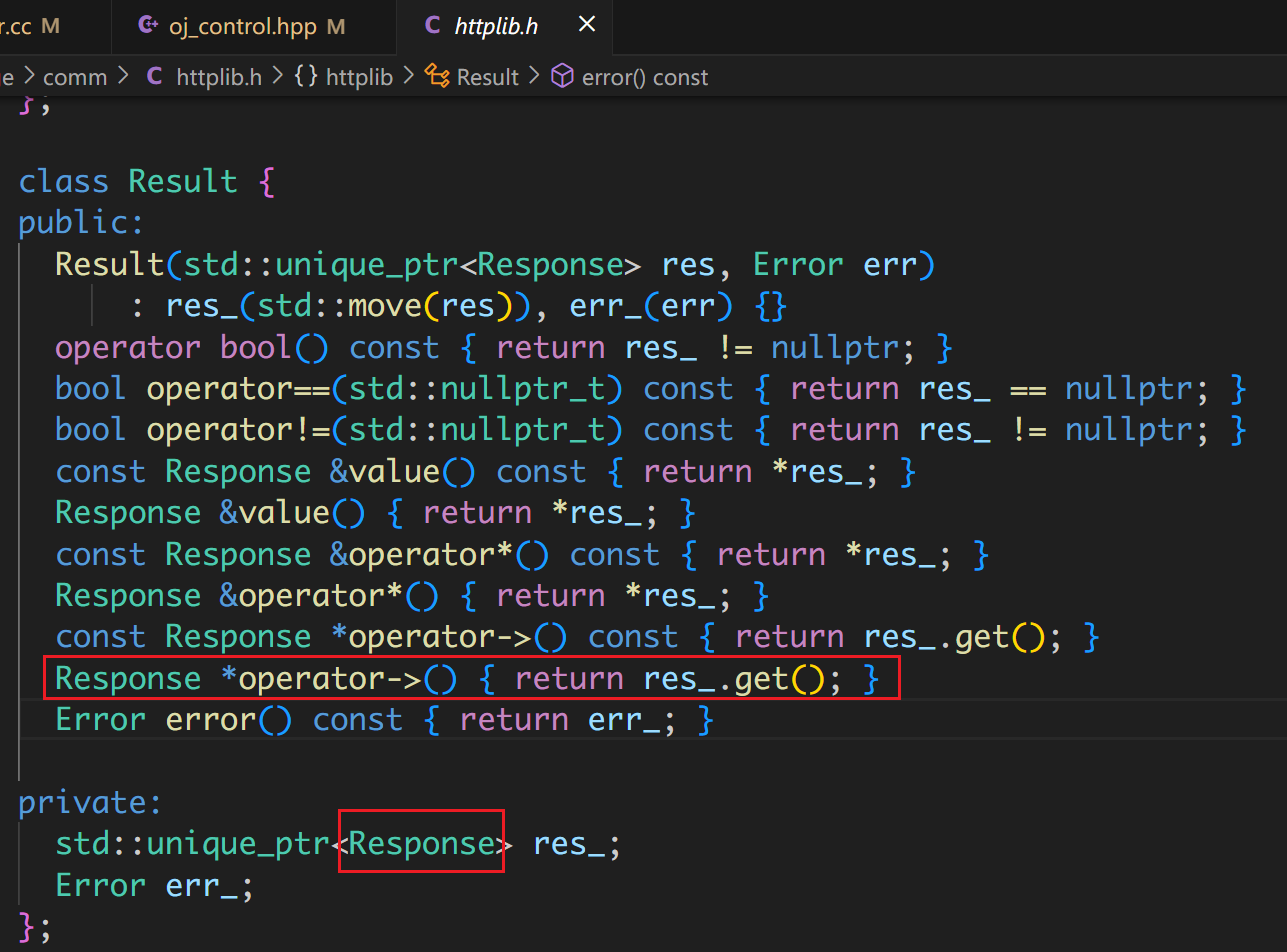 r.cc M oj_control.hpp M C httplib.h ×
e > comm > C httplib.h > {} httplib > Result > error() const
};
class Result {
public:
  Result(std::unique_ptr<Response> res, Error err)
      : res_(std::move(res)), err_(err) {}
  operator bool() const { return res_ != nullptr; }
  bool operator==(std::nullptr_t) const { return res_ == nullptr; }
  bool operator!=(std::nullptr_t) const { return res_ != nullptr; }
  const Response &value() const { return *res_; }
  Response &value() { return *res_; }
  const Response &operator*() const { return *res_; }
  Response &operator*() { return *res_; }
  const Response *operator->() const { return res_.get(); }
  Response *operator->() { return res_.get(); }
  Error error() const { return err_; }
private:
  std::unique_ptr<Response> res_;
  Error err_;
};